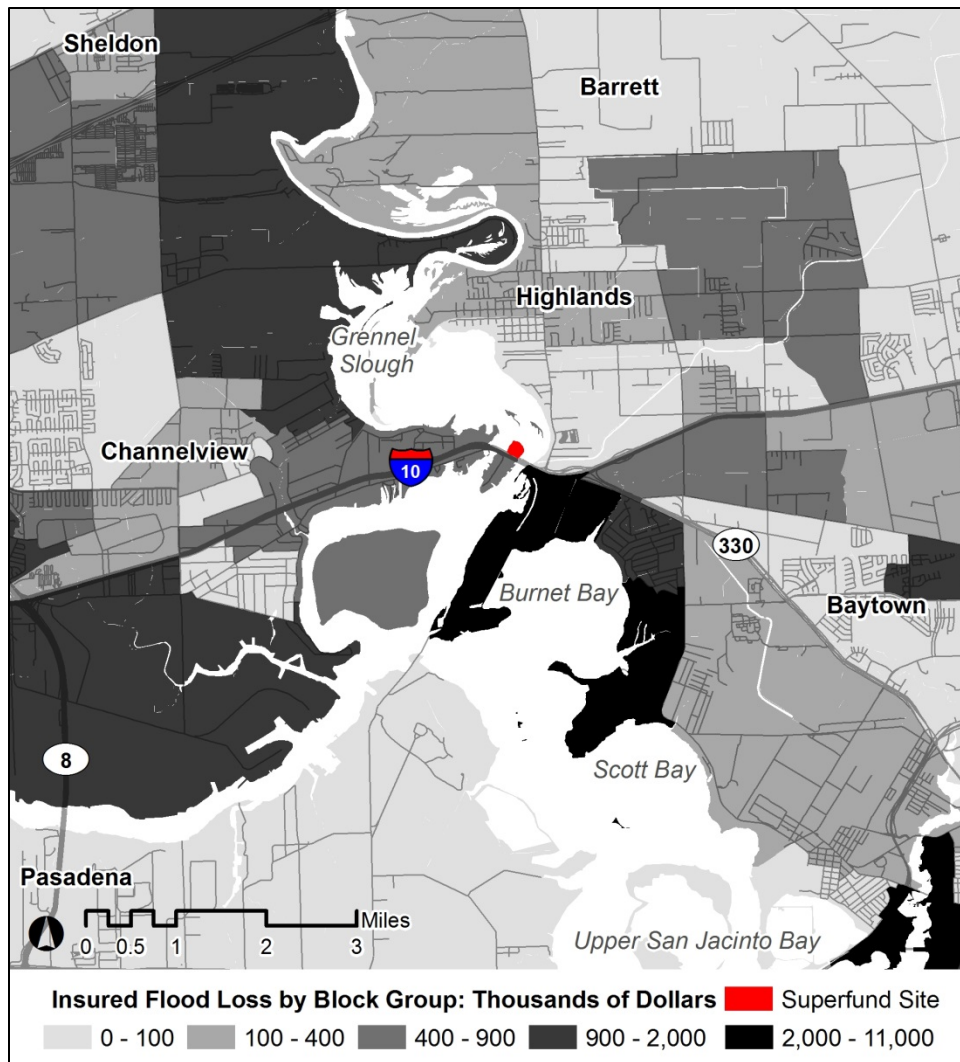 Sheldon
Barrett
Highlands
Grennel
Slough
Channelview
10
330
Burnet Bay
Baytown
8
Scott Bay
Pasadena
Miles
0 0.5 1 2 3
Upper San Jacinto Bay
Insured Flood Loss by Block Group: Thousands of Dollars Superfund Site
0 - 100 100 - 400 400 - 900 900 - 2,000 2,000 - 11,000